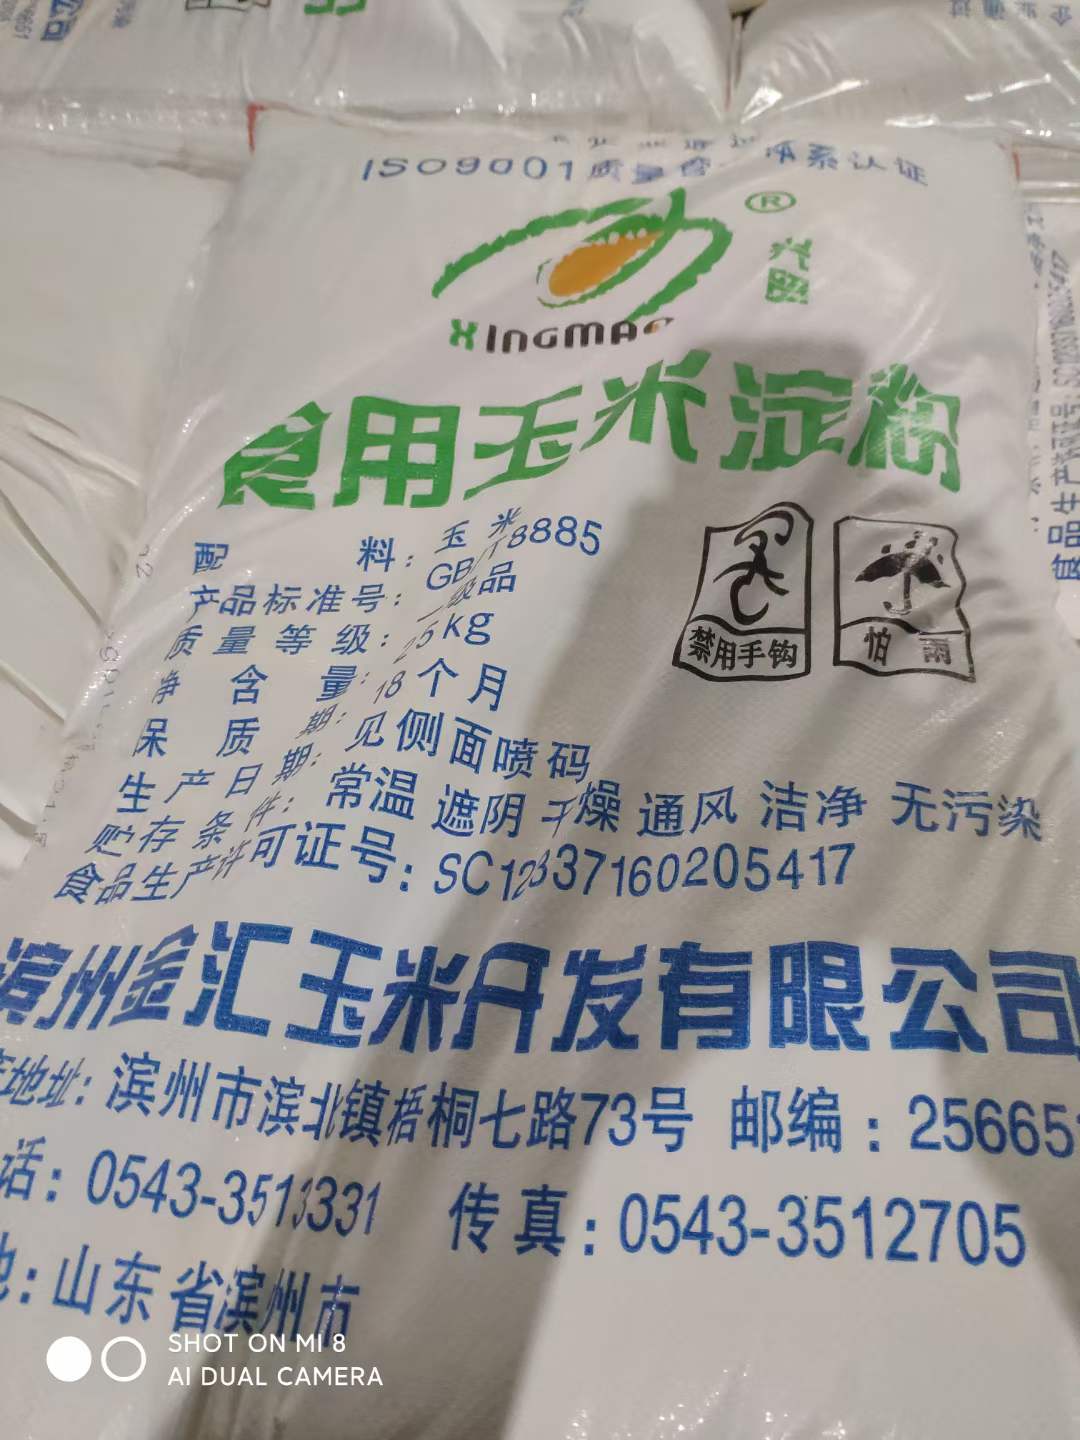 ISO9001质量管理体系认证
®
兴贸
XINGMAO
食用玉米淀粉
配料：玉米
产品标准号：GB/T8885
质量等级：一级品
净含量：25kg
保质期：18个月
生产日期：见侧面喷码
贮存条件：常温 遮阴 干燥 通风 洁净 无污染
食品生产许可证号：SC12337160205417
禁用手钩
怕雨
滨州金汇玉米开发有限公司
产地址：滨州市滨北镇梧桐七路73号 邮编：25665
话：0543-3513331 传真：0543-3512705
地：山东省滨州市
SHOT ON MI 8
AI DUAL CAMERA